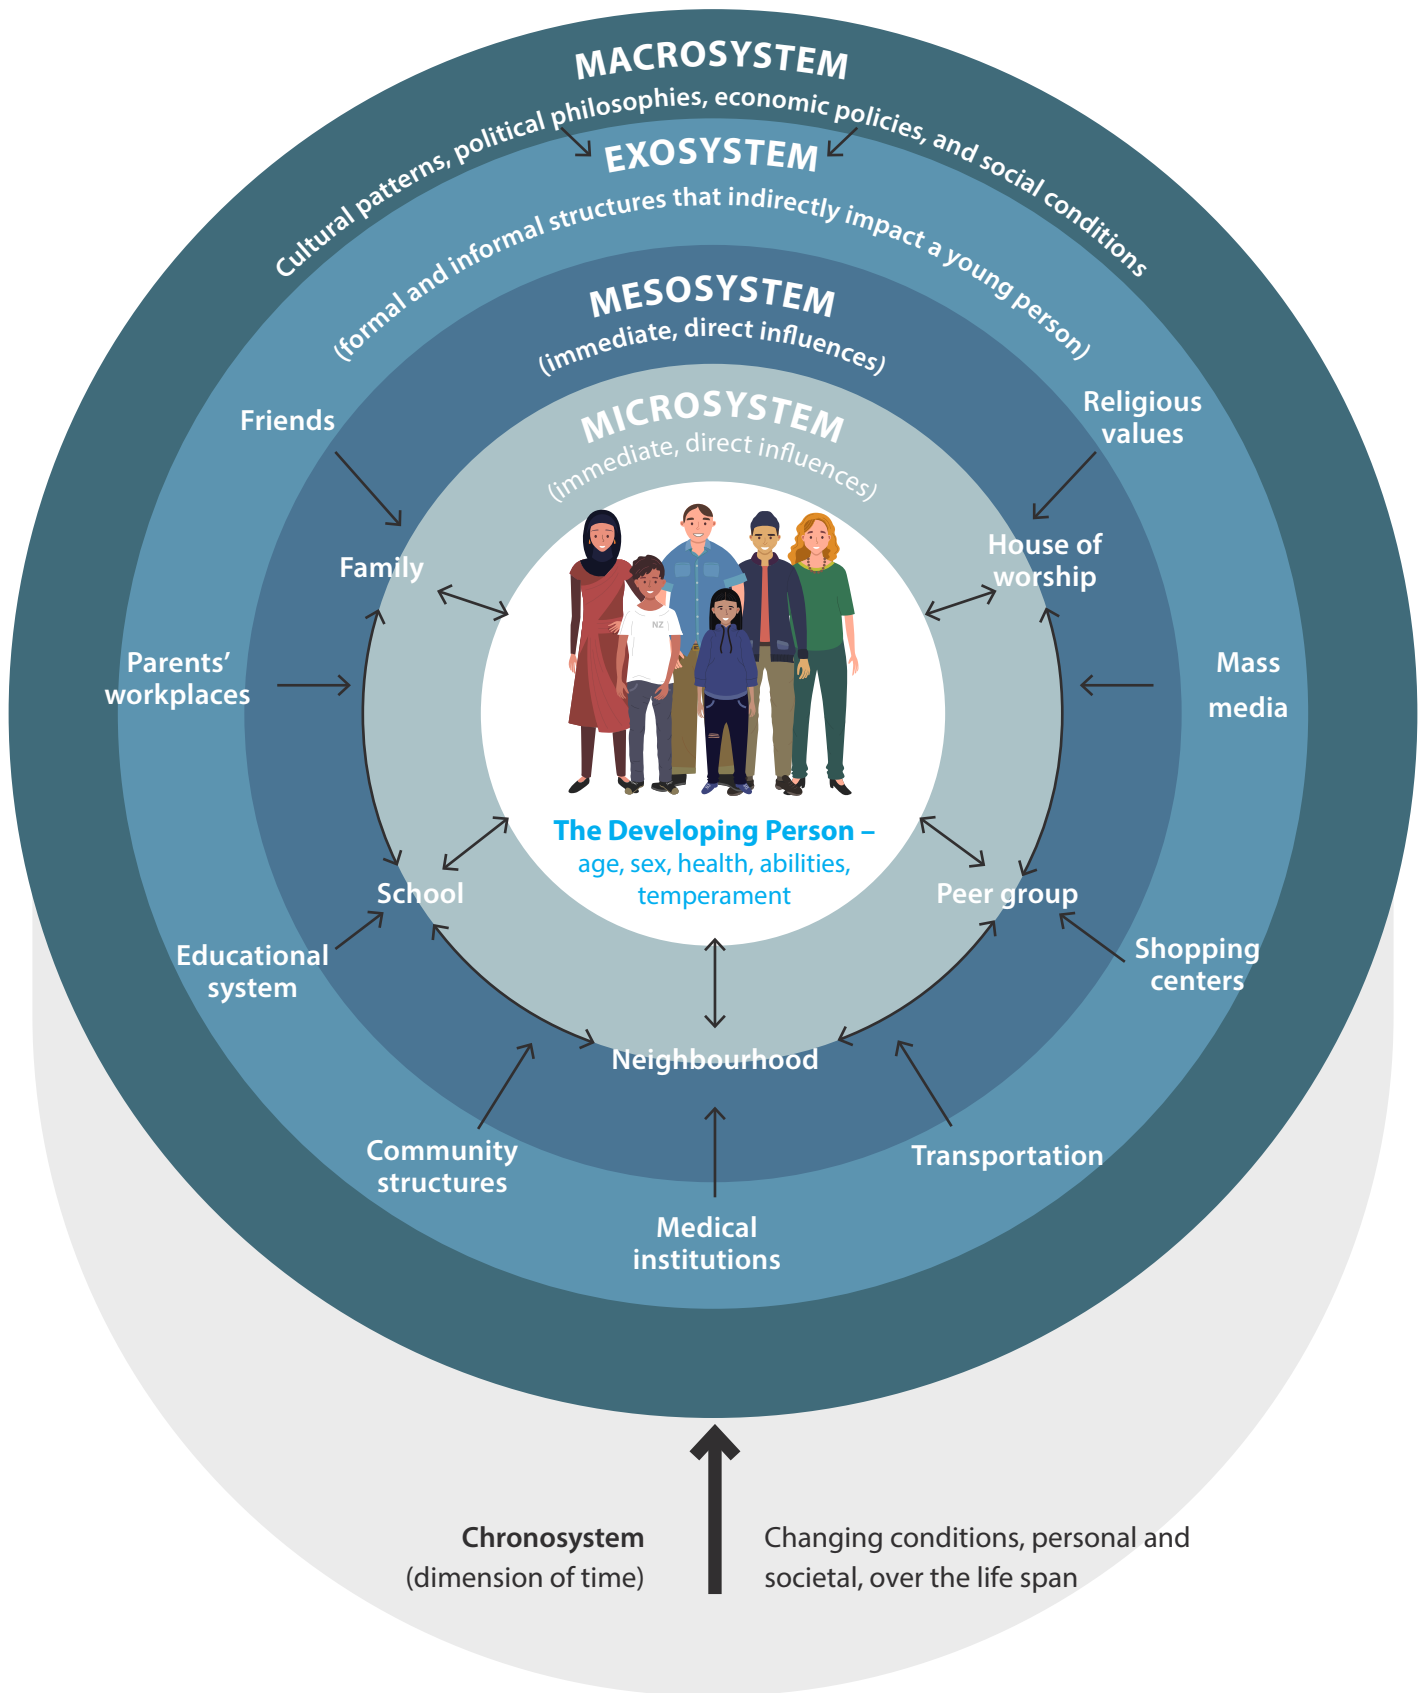 MACROSYSTEM
Cultural patterns, political philosophies, economic policies, and social conditions
EXOSYSTEM
(formal and informal structures that indirectly impact a young person)
MESOSYSTEM
(immediate, direct influences)
MICROSYSTEM
(immediate, direct influences)
Friends
Religious
values
Family
House of
worship
NZ
Parents’
workplaces
Mass
media
The Developing Person –
age, sex, health, abilities,
temperament
School
Peer group
Educational
system
Shopping
centers
Neighbourhood
Community
structures
Transportation
Medical
institutions
Chronosystem
(dimension of time)
Changing conditions, personal and
societal, over the life span